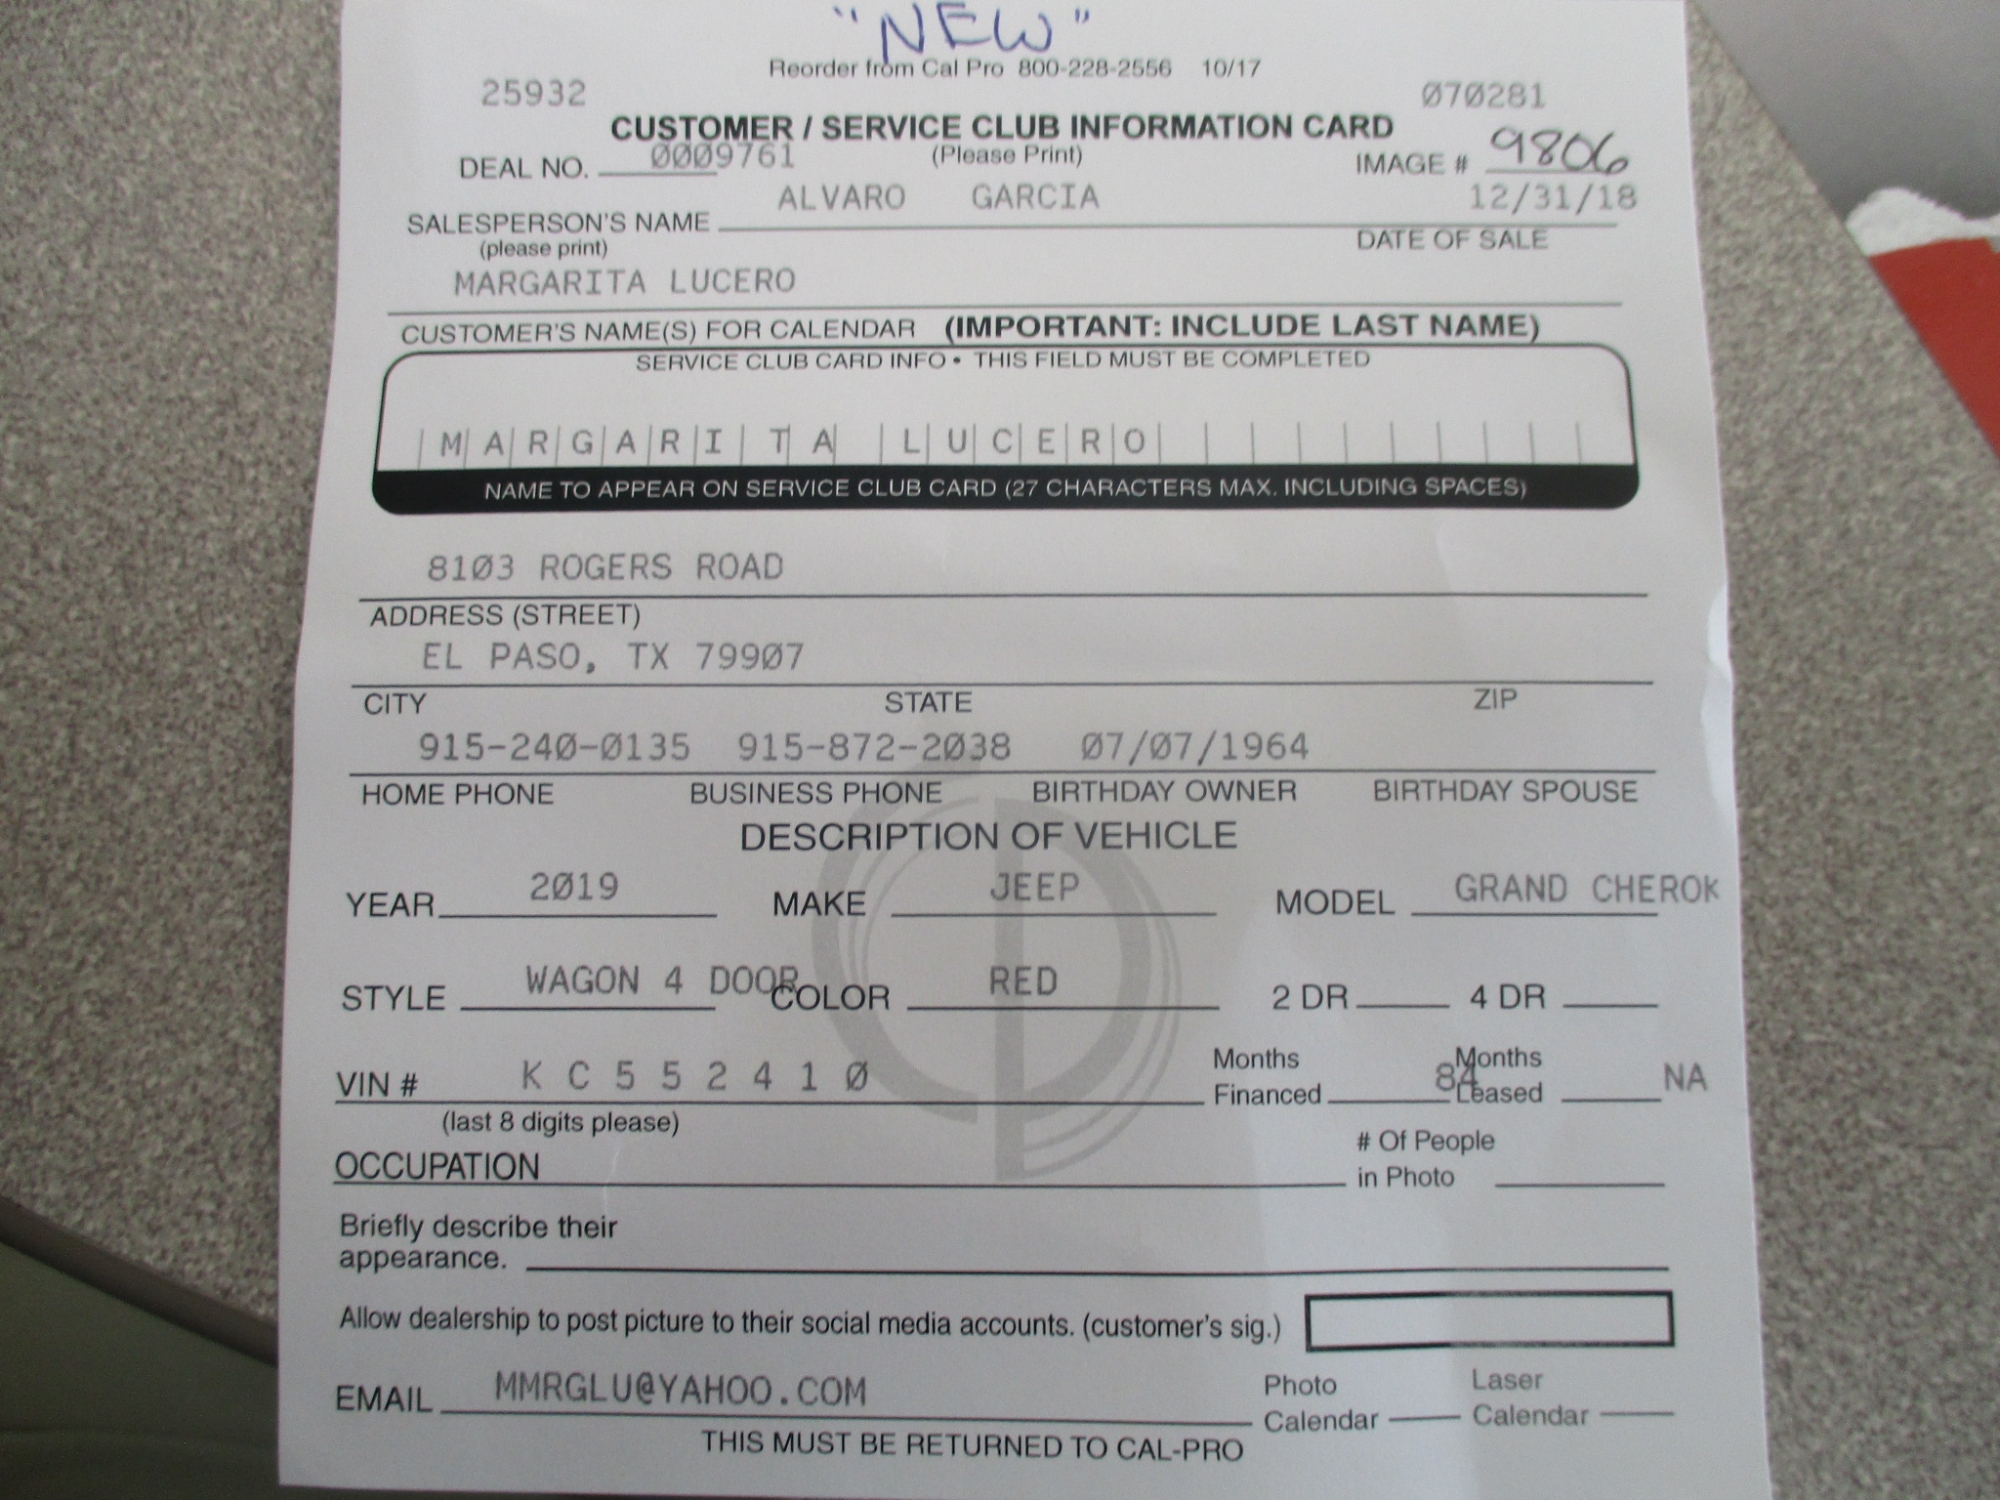 "NEW"
Reorder from Cal Pro 800-228-2556 10/17
25932 070281
CUSTOMER / SERVICE CLUB INFORMATION CARD
DEAL NO. 0009761 (Please Print) IMAGE # 9806
SALESPERSON'S NAME ALVARO GARCIA 12/31/18
(please print) DATE OF SALE
MARGARITA LUCERO
CUSTOMER'S NAME(S) FOR CALENDAR (IMPORTANT: INCLUDE LAST NAME)
SERVICE CLUB CARD INFO • THIS FIELD MUST BE COMPLETED
MARGARITA LUCERO
NAME TO APPEAR ON SERVICE CLUB CARD (27 CHARACTERS MAX. INCLUDING SPACES)
8103 ROGERS ROAD
ADDRESS (STREET)
EL PASO, TX 79907
CITY STATE ZIP
915-240-0135 915-872-2038 07/07/1964
HOME PHONE BUSINESS PHONE BIRTHDAY OWNER BIRTHDAY SPOUSE
DESCRIPTION OF VEHICLE
YEAR 2019 MAKE JEEP MODEL GRAND CHEROK
STYLE WAGON 4 DOOR COLOR RED 2 DR 4 DR
VIN # K C 5 5 2 4 1 0 Months Financed 84 Months Leased NA
(last 8 digits please)
OCCUPATION # Of People in Photo
Briefly describe their
appearance.
Allow dealership to post picture to their social media accounts. (customer's sig.)
EMAIL MMRGLU@YAHOO.COM Photo Calendar Laser Calendar
THIS MUST BE RETURNED TO CAL-PRO